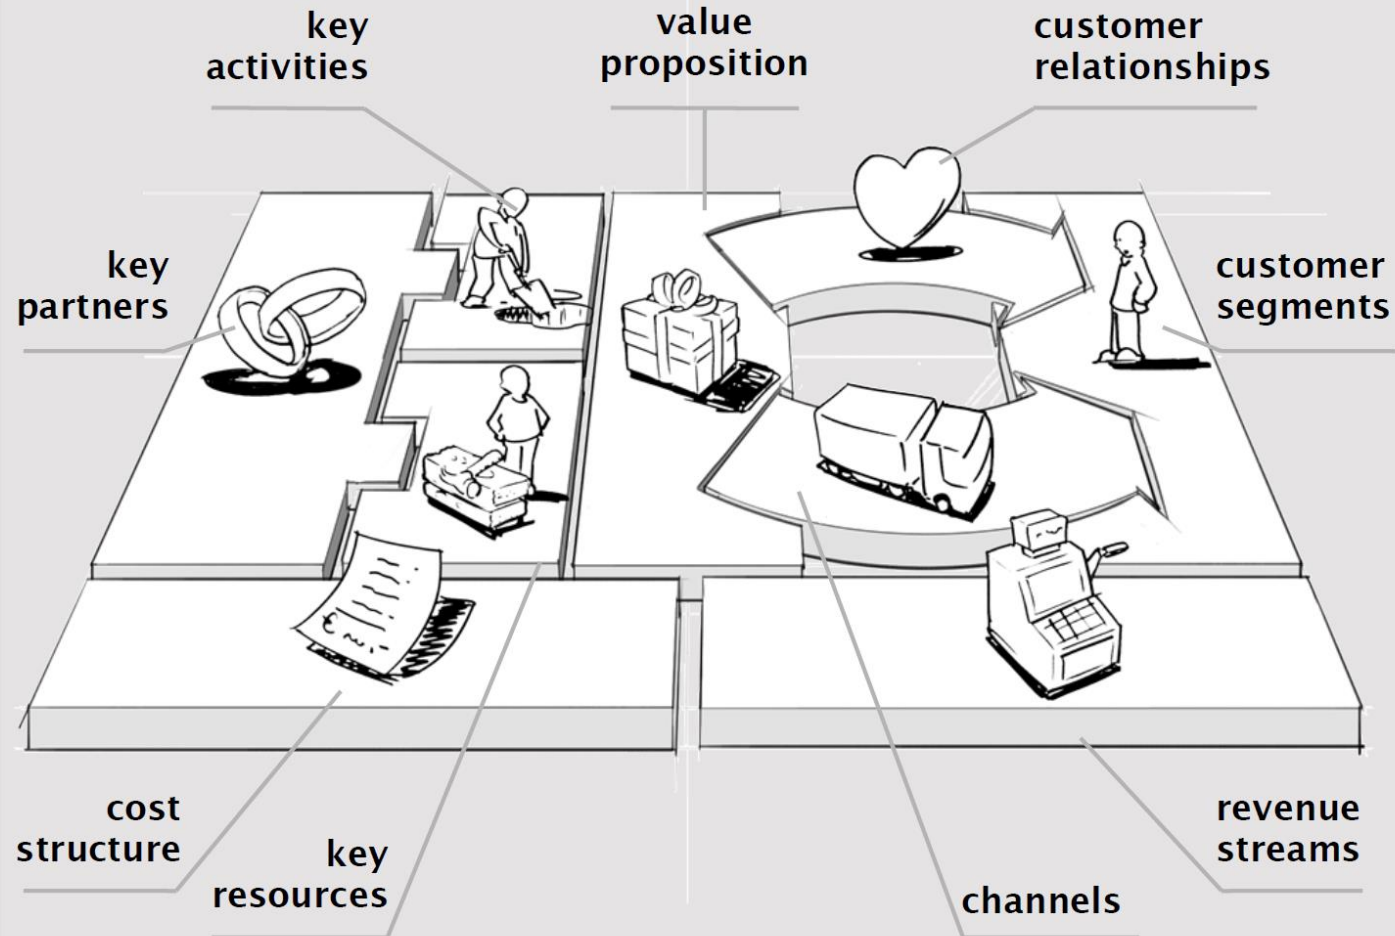 key
activities
value
proposition
customer
relationships
key
partners
customer
segments
cost
structure
key
resources
channels
revenue
streams